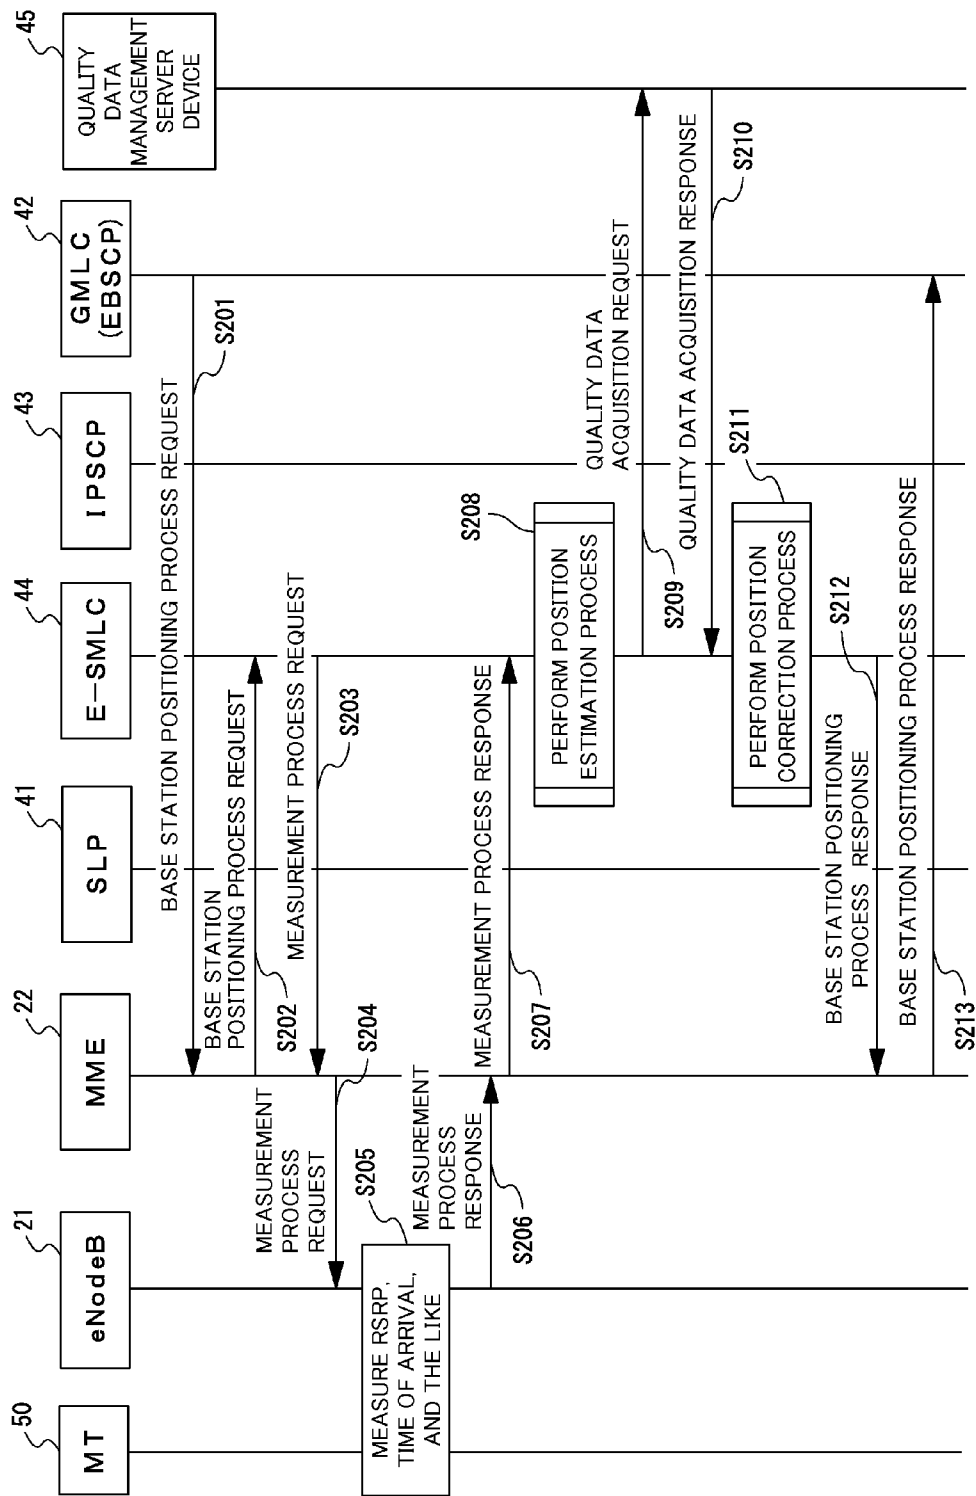 50
MT
21
eNodeB
22
MME
41
SLP
44
E-SMLC
43
IPSCP
42
GMLC
(EBSCP)
45
QUALITY
DATA
MANAGEMENT
SERVER
DEVICE
BASE STATION POSITIONING PROCESS REQUEST
S201
BASE STATION
POSITIONING PROCESS REQUEST
S202
MEASUREMENT PROCESS REQUEST
S203
MEASUREMENT
PROCESS
REQUEST
S204
MEASURE RSRP,
TIME OF ARRIVAL,
AND THE LIKE
S205
MEASUREMENT
PROCESS
RESPONSE
S206
MEASUREMENT PROCESS RESPONSE
S207
PERFORM POSITION
ESTIMATION PROCESS
S208
QUALITY DATA
ACQUISITION REQUEST
S209
QUALITY DATA ACQUISITION RESPONSE
S210
PERFORM POSITION
CORRECTION PROCESS
S211
BASE STATION POSITIONING
PROCESS RESPONSE
S212
BASE STATION POSITIONING PROCESS RESPONSE
S213